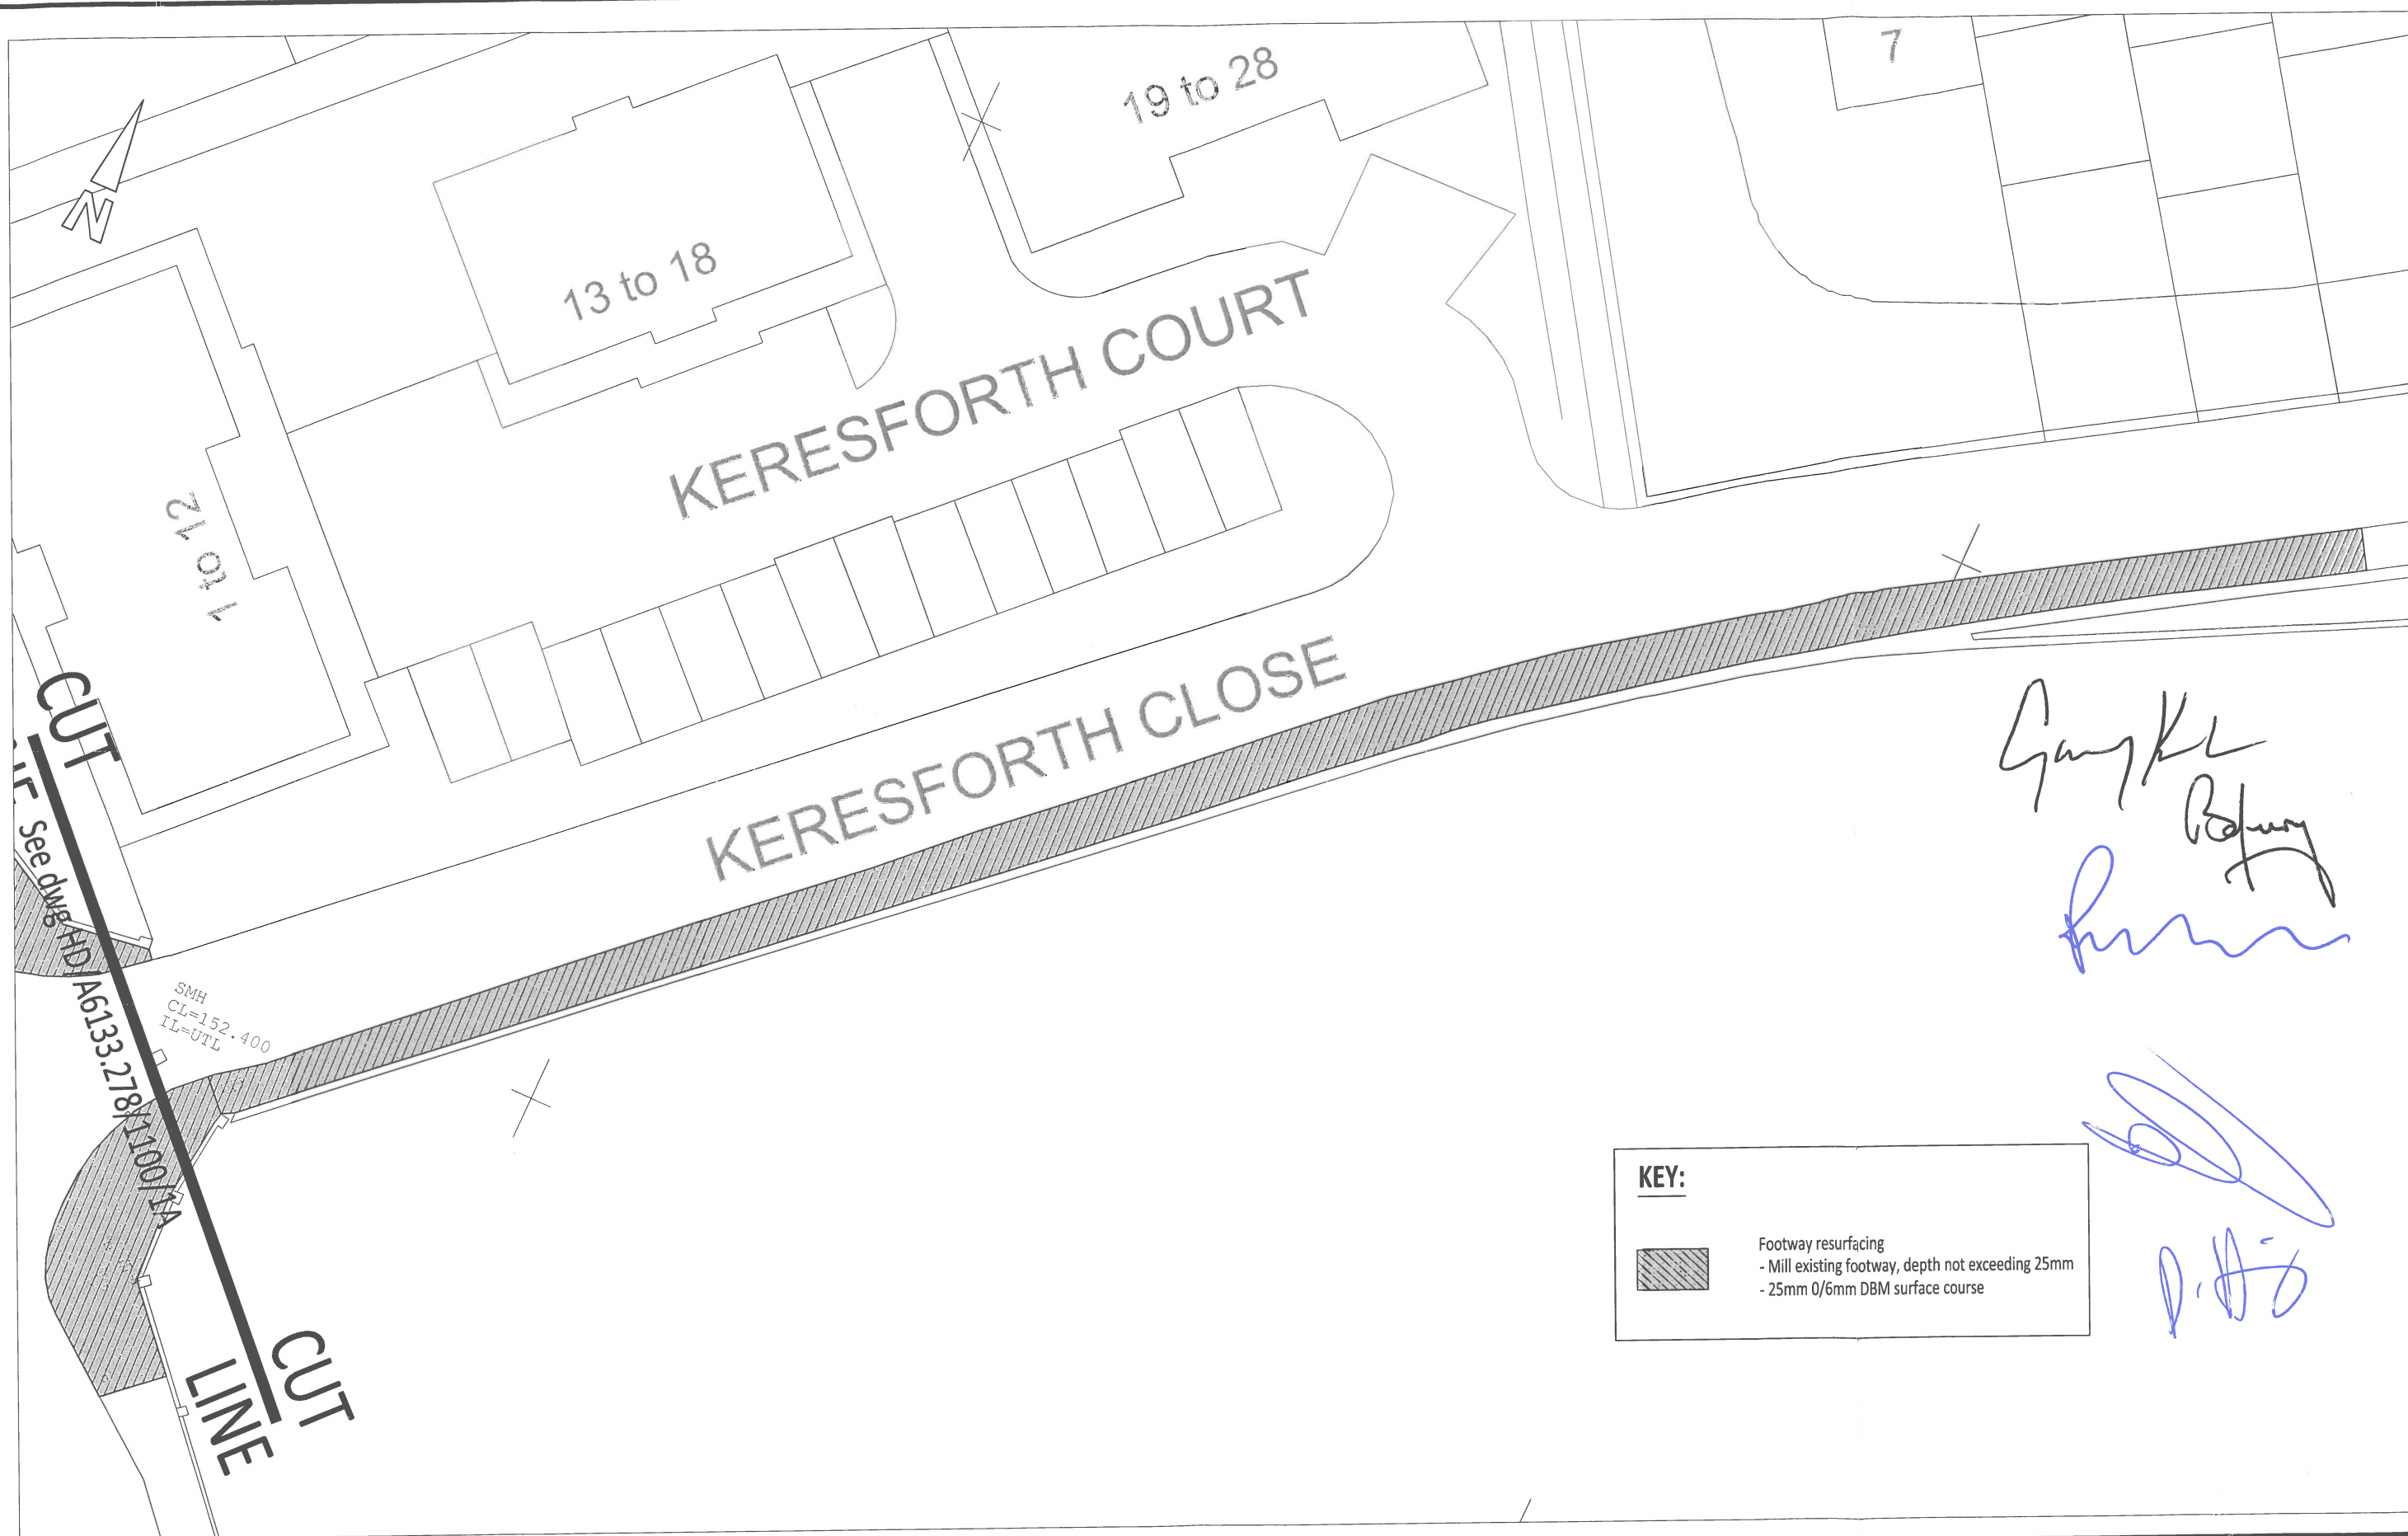 N
19 to 28
7
13 to 18
KERESFORTH COURT
1 to 12
KERESFORTH CLOSE
CUT
See dwg HD/A6133.278/1100/1A
SMH
CL=152.400
IL=UTL
CUT
LINE
KEY:
Footway resurfacing
- Mill existing footway, depth not exceeding 25mm
- 25mm 0/6mm DBM surface course